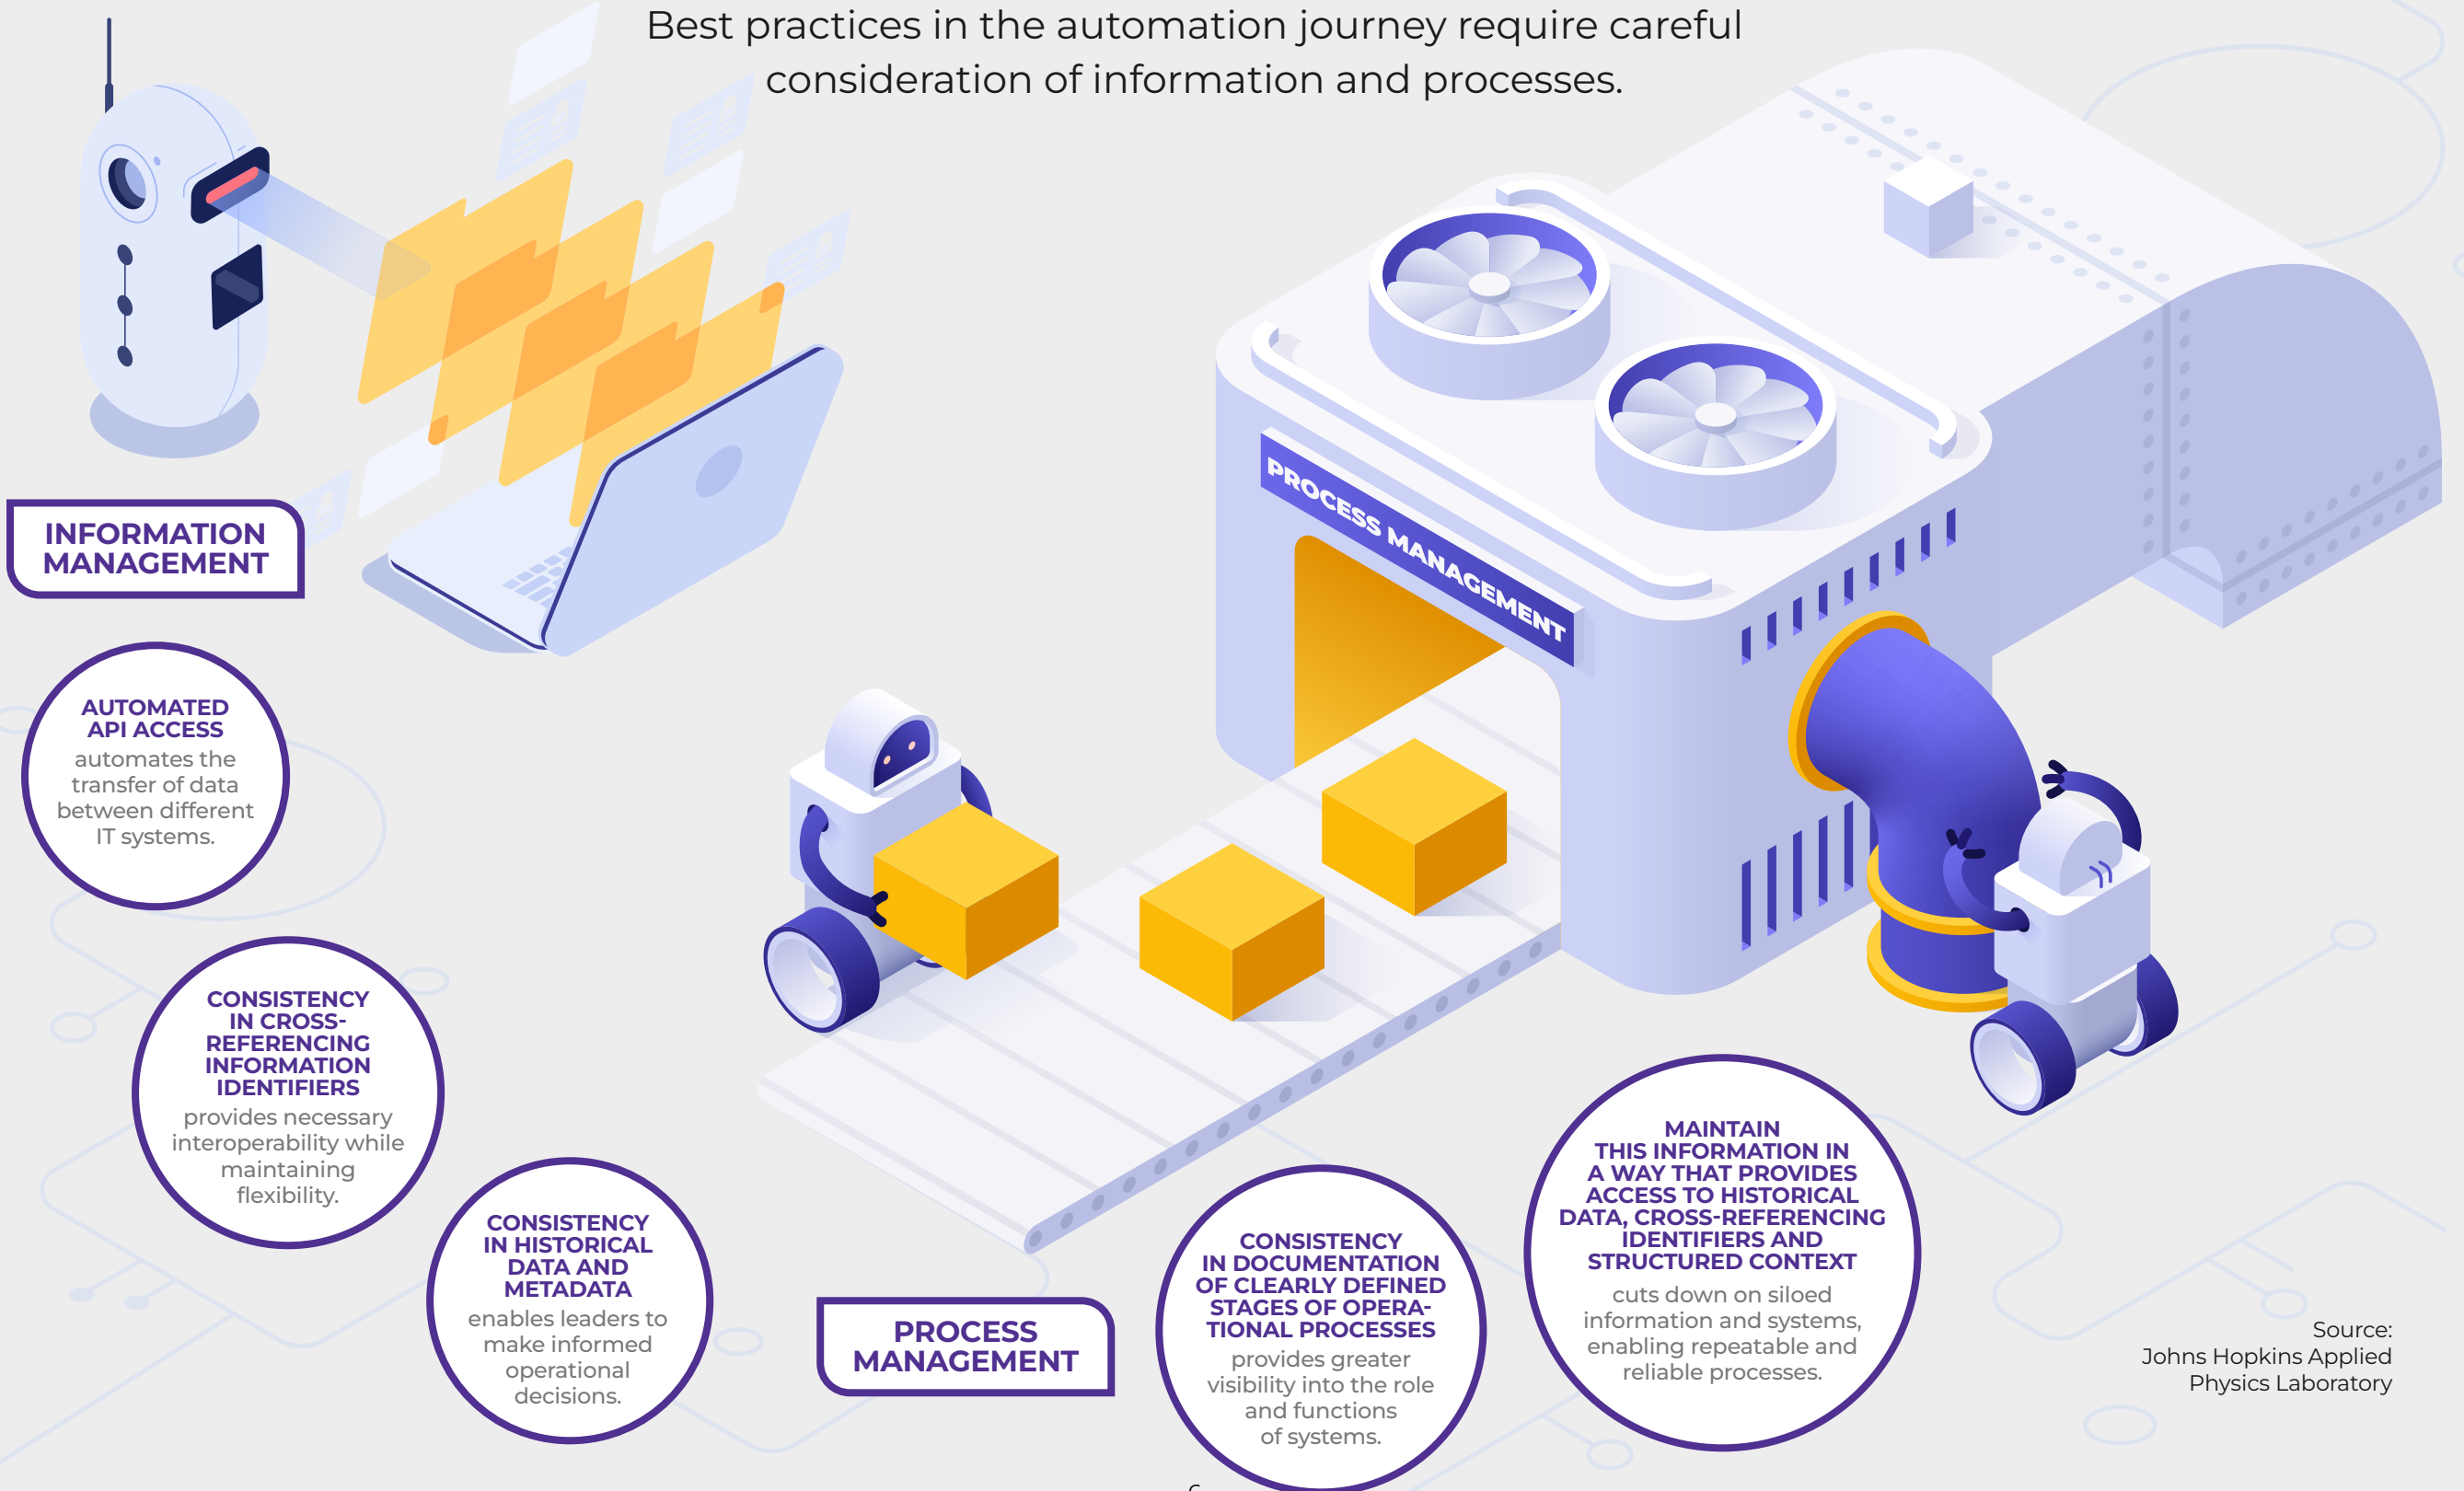 Best practices in the automation journey require careful
consideration of information and processes.
PROCESS MANAGEMENT
INFORMATION
MANAGEMENT
AUTOMATED
API ACCESS
automates the
transfer of data
between different
IT systems.
CONSISTENCY
IN CROSS-
REFERENCING
INFORMATION
IDENTIFIERS
provides necessary
interoperability while
maintaining
flexibility.
CONSISTENCY
IN HISTORICAL
DATA AND
METADATA
enables leaders to
make informed
operational
decisions.
PROCESS
MANAGEMENT
CONSISTENCY
IN DOCUMENTATION
OF CLEARLY DEFINED
STAGES OF OPERA-
TIONAL PROCESSES
provides greater
visibility into the role
and functions
of systems.
MAINTAIN
THIS INFORMATION IN
A WAY THAT PROVIDES
ACCESS TO HISTORICAL
DATA, CROSS-REFERENCING
IDENTIFIERS AND
STRUCTURED CONTEXT
cuts down on siloed
information and systems,
enabling repeatable and
reliable processes.
Source:
Johns Hopkins Applied
Physics Laboratory